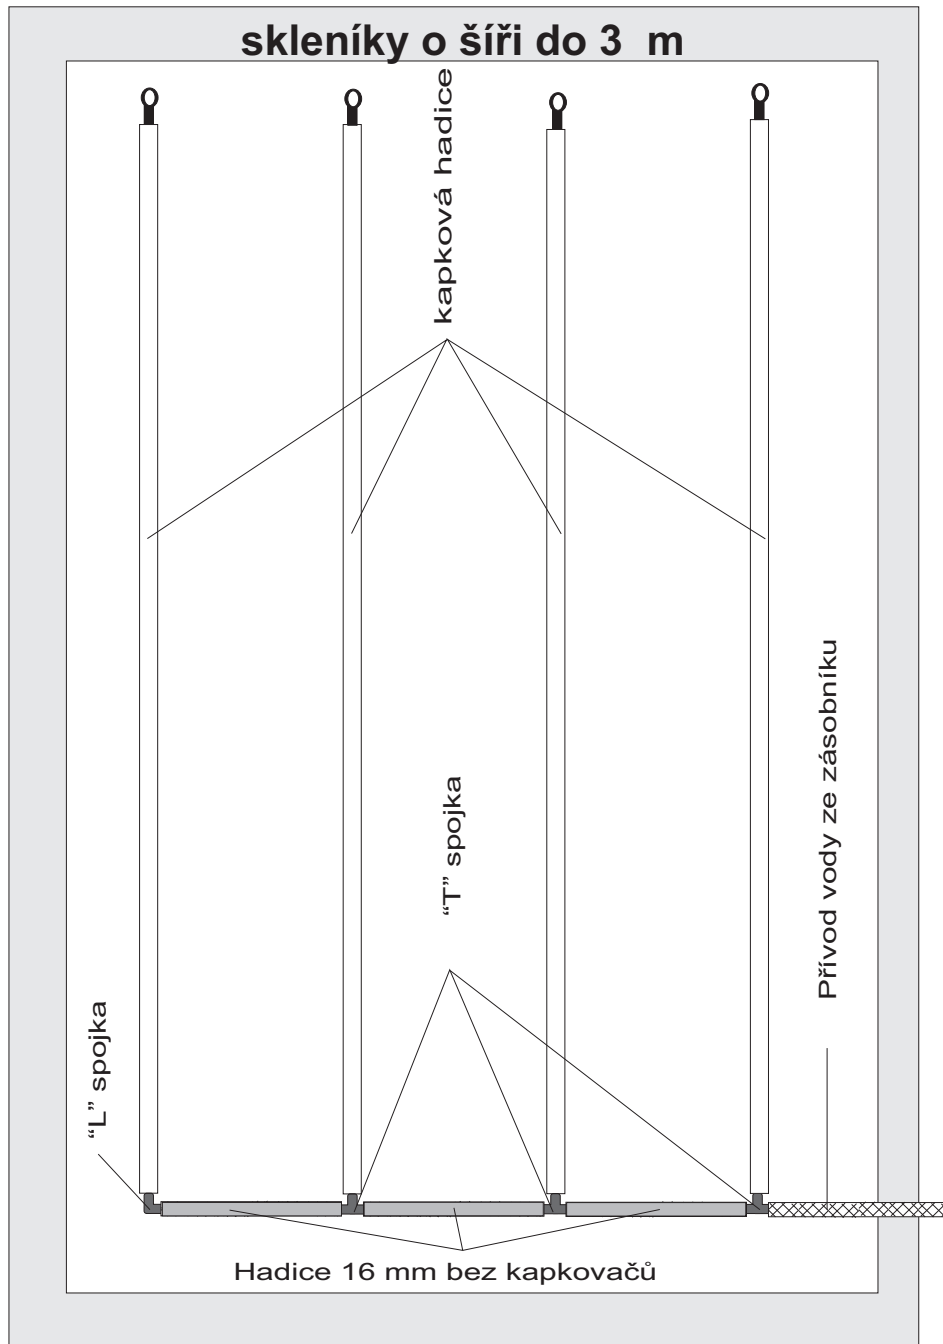 skleníky o šíři do 3 m
kapková hadice
“T” spojka
Přívod vody ze zásobníku
“L” spojka
Hadice 16 mm bez kapkovačů